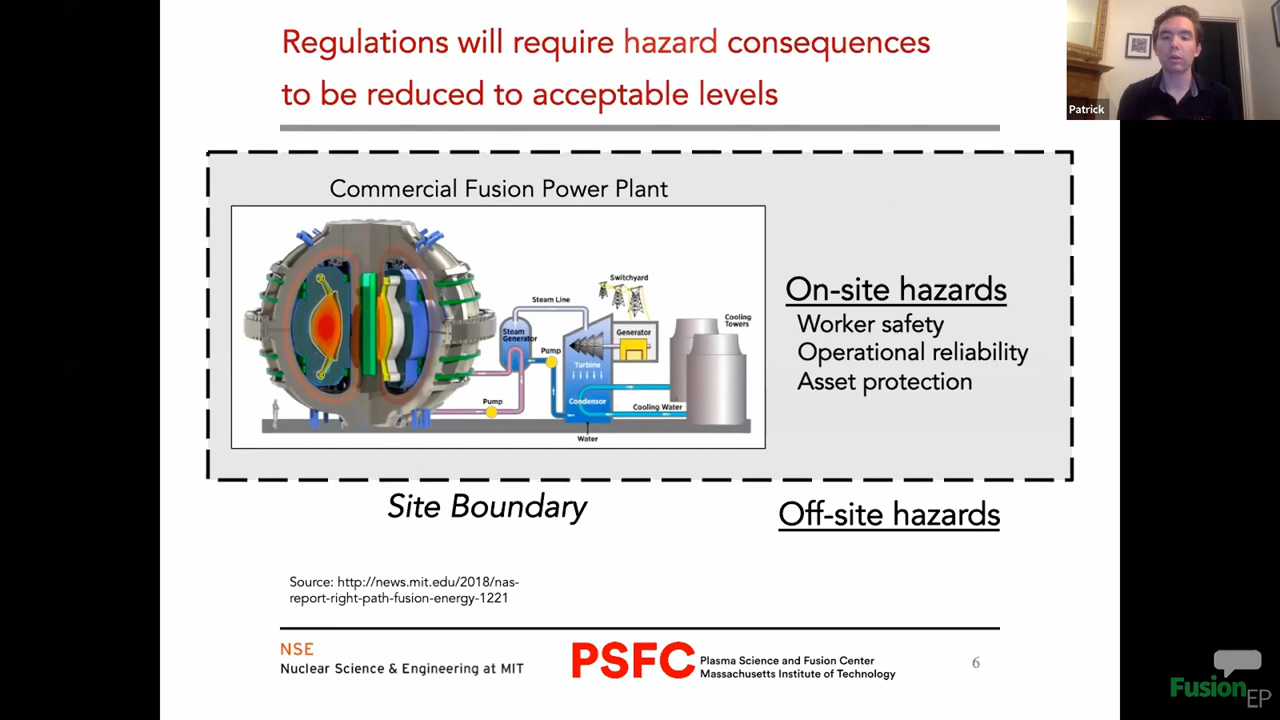 Regulations will require hazard consequences
to be reduced to acceptable levels
Patrick
Commercial Fusion Power Plant
Switchyard
Steam Line
Cooling
Towers
Steam
Generator
Generator
Pump
Turbine
Condensor
Pump
Cooling Water
Water
On-site hazards
Worker safety
Operational reliability
Asset protection
Site Boundary
Off-site hazards
Source: http://news.mit.edu/2018/nas-
report-right-path-fusion-energy-1221
NSE
Nuclear Science & Engineering at MIT
PSFC
Plasma Science and Fusion Center
Massachusetts Institute of Technology
6
Fusion
EP